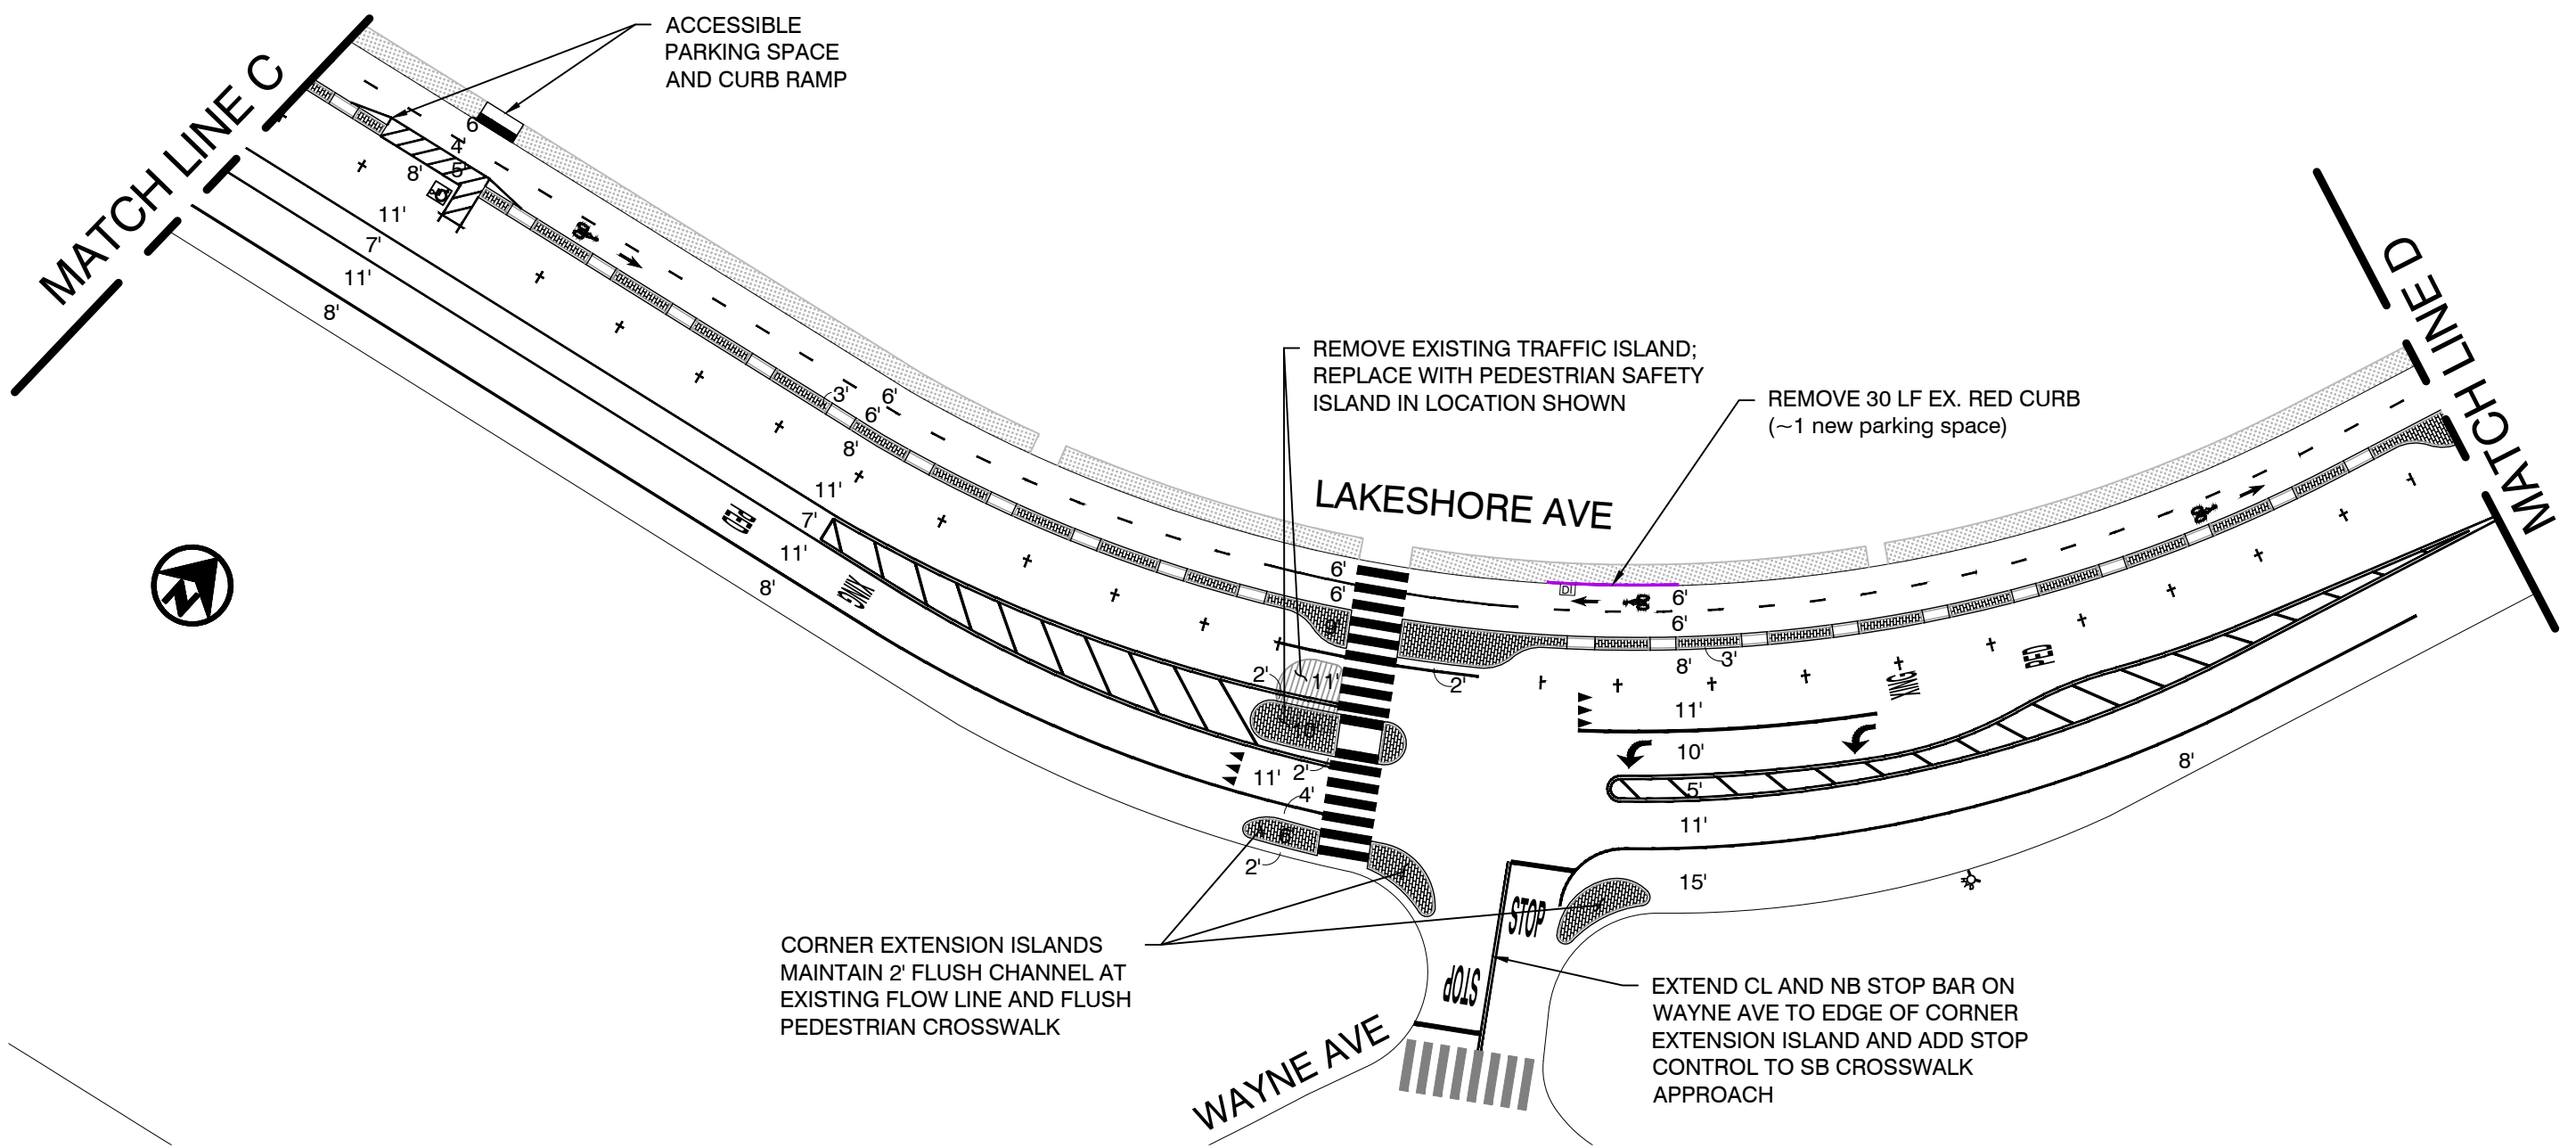 ACCESSIBLE
PARKING SPACE
AND CURB RAMP
MATCH LINE C
6'
4'
5'
8'
11'
7'
11'
8'
REMOVE EXISTING TRAFFIC ISLAND;
REPLACE WITH PEDESTRIAN SAFETY
ISLAND IN LOCATION SHOWN
REMOVE 30 LF EX. RED CURB
(~1 new parking space)
MATCH LINE D
LAKESHORE AVE
3'
6'
6'
8'
11'
7'
11'
8'
PED
XING
6'
6'
9'
2'
11'
10'
2'
11'
2'
4'
6'
2'
DI
6'
6'
8'
3'
11'
10'
5'
11'
15'
8'
PED
XING
CORNER EXTENSION ISLANDS
MAINTAIN 2' FLUSH CHANNEL AT
EXISTING FLOW LINE AND FLUSH
PEDESTRIAN CROSSWALK
STOP
STOP
EXTEND CL AND NB STOP BAR ON
WAYNE AVE TO EDGE OF CORNER
EXTENSION ISLAND AND ADD STOP
CONTROL TO SB CROSSWALK
APPROACH
WAYNE AVE